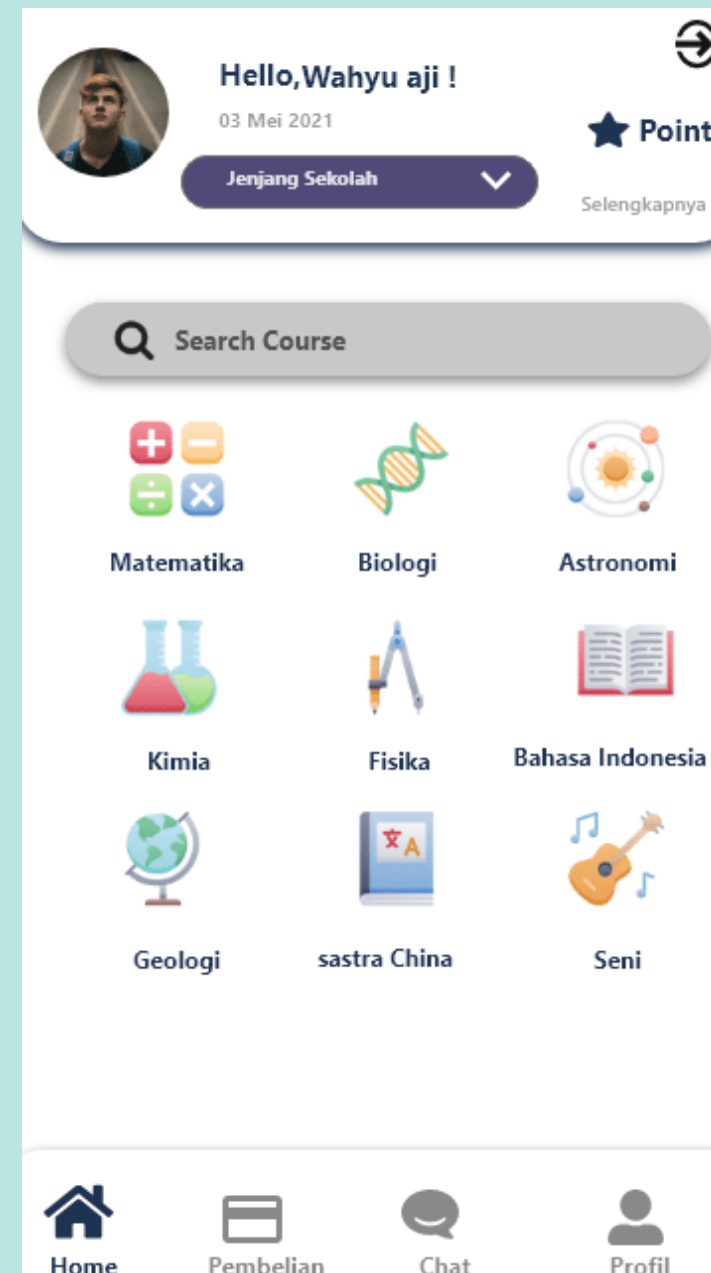 Hello,Wahyu aji !
03 Mei 2021
Point
Jenjang Sekolah
Selengkapnya
Search Course
Matematika
Biologi
Astronomi
Kimia
Fisika
Bahasa Indonesia
文 A
Geologi
sastra China
Seni
Home
Pembelian
Chat
Profil